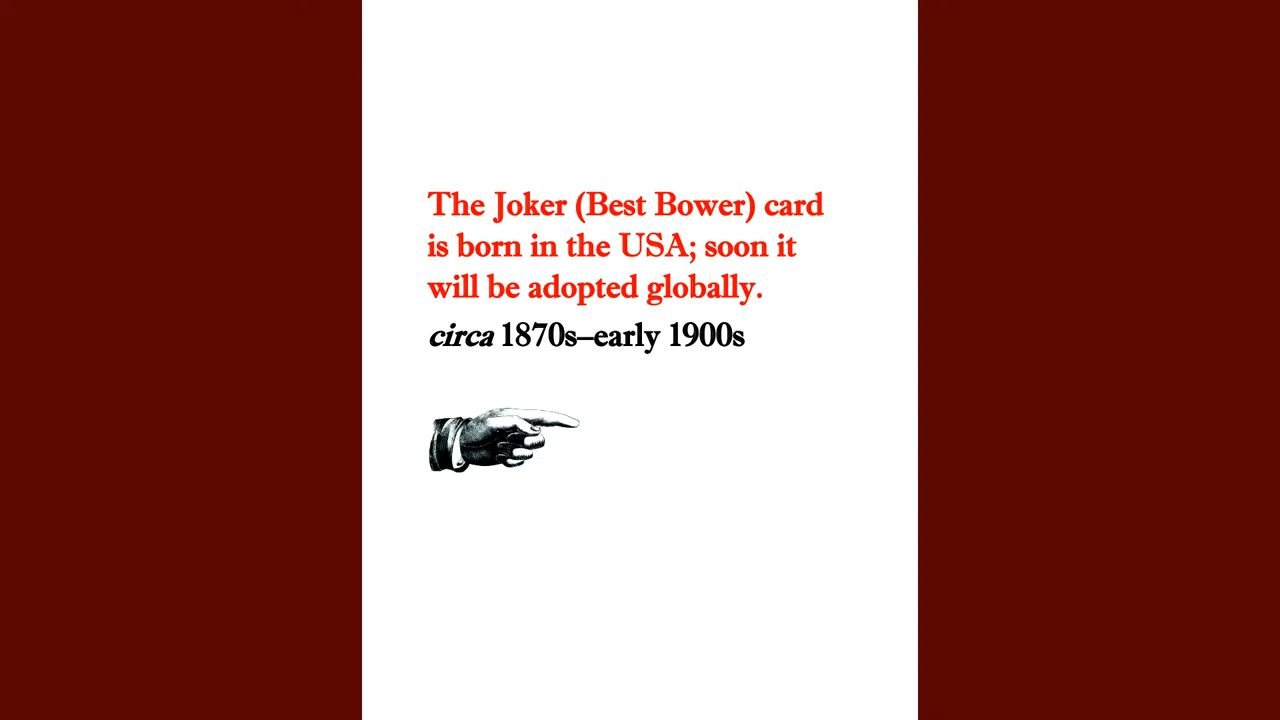 The Joker (Best Bower) card
is born in the USA; soon it
will be adopted globally.
circa 1870s–early 1900s